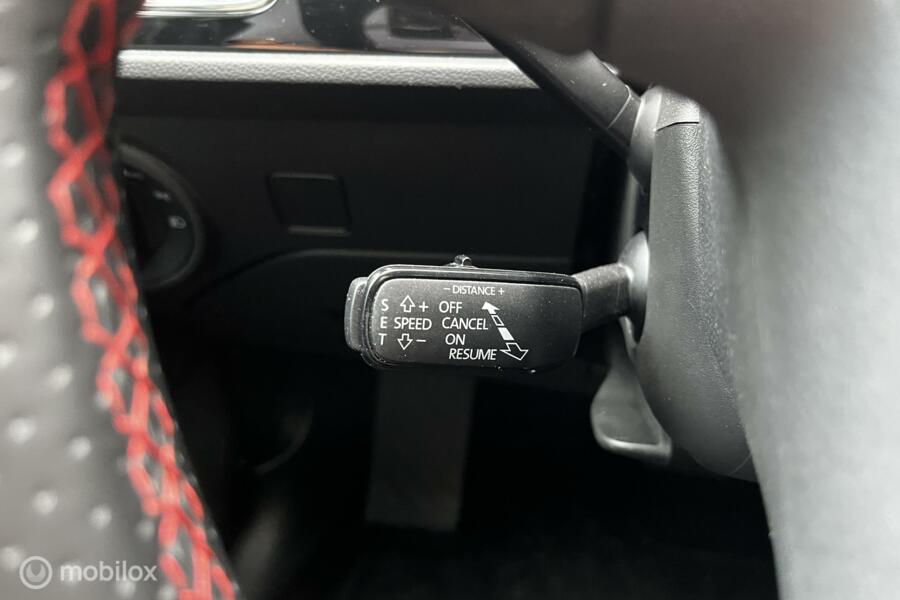 − DISTANCE +
S + OFF
E SPEED CANCEL
T − ON
RESUME
mobilox